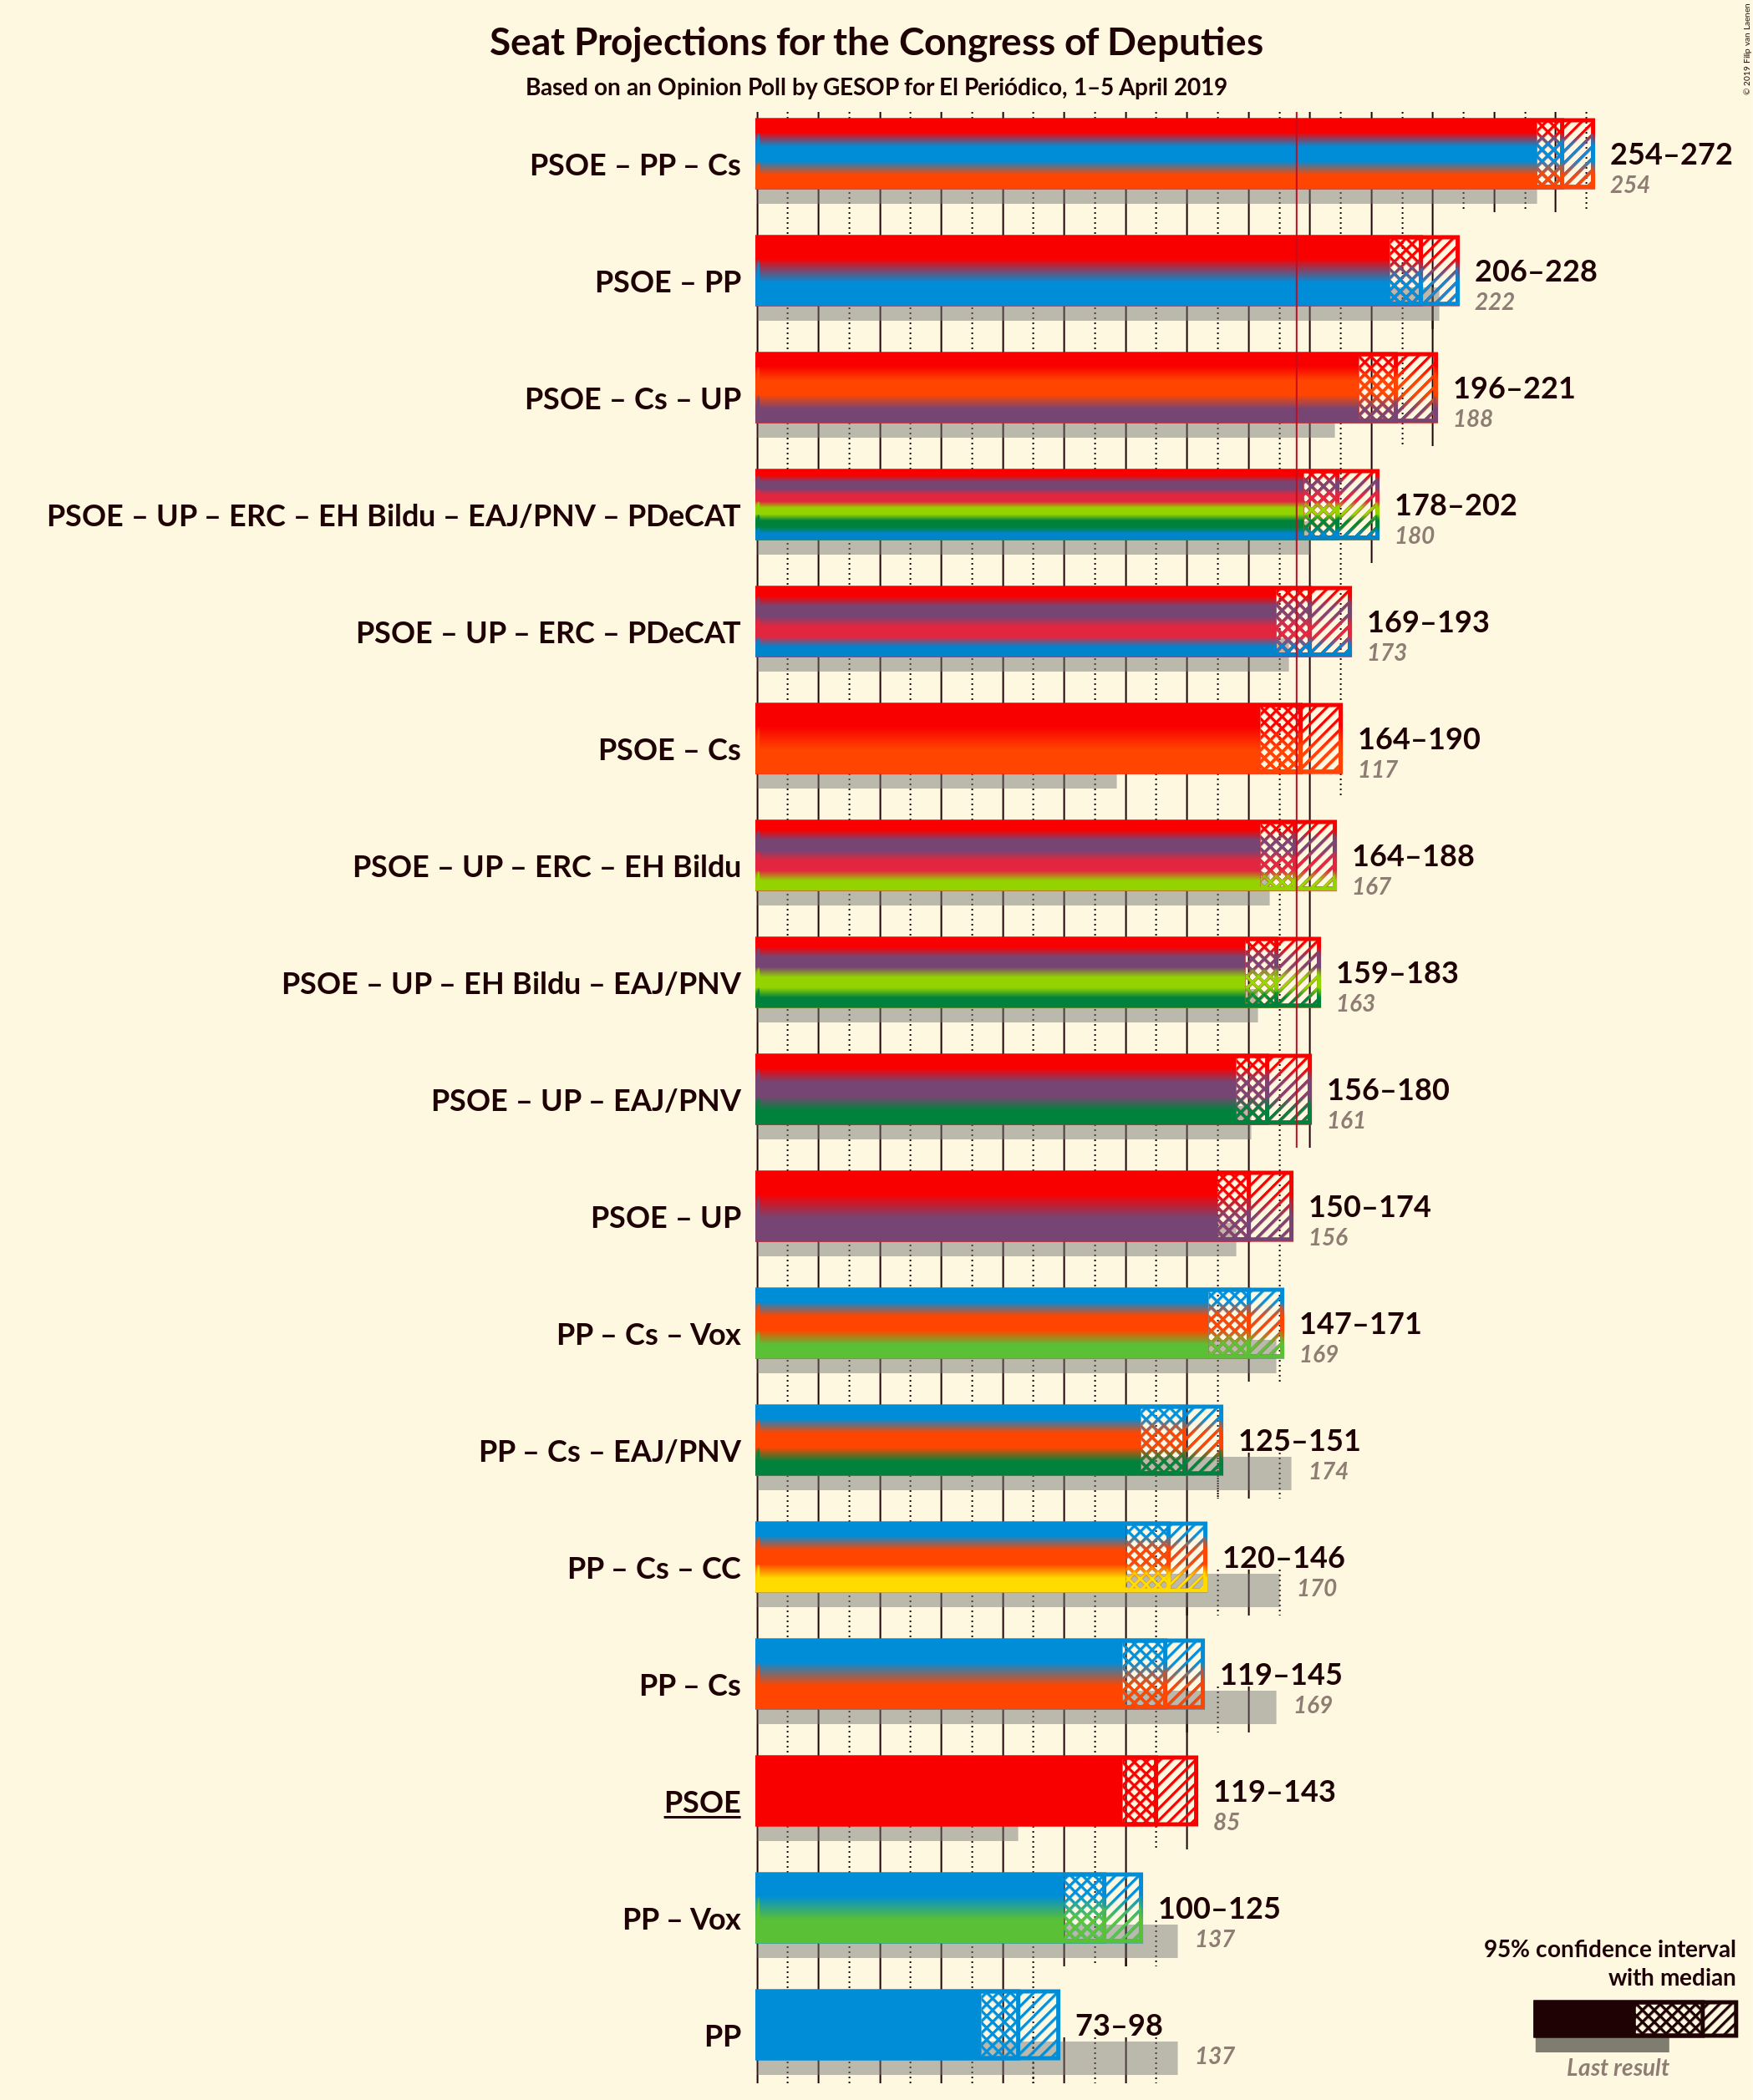 Seat Projections for the Congress of Deputies
Based on an Opinion Poll by GESOP for El Periódico, 1–5 April 2019
© 2019 Filip van Laenen
PSOE – PP – Cs
254–272
254
PSOE – PP
206–228
222
PSOE – Cs – UP
196–221
188
PSOE – UP – ERC – EH Bildu – EAJ/PNV – PDeCAT
178–202
180
PSOE – UP – ERC – PDeCAT
169–193
173
PSOE – Cs
164–190
117
PSOE – UP – ERC – EH Bildu
164–188
167
PSOE – UP – EH Bildu – EAJ/PNV
159–183
163
PSOE – UP – EAJ/PNV
156–180
161
PSOE – UP
150–174
156
PP – Cs – Vox
147–171
169
PP – Cs – EAJ/PNV
125–151
174
PP – Cs – CC
120–146
170
PP – Cs
119–145
169
PSOE
119–143
85
PP – Vox
100–125
137
PP
73–98
137
95% confidence interval
with median
Last result